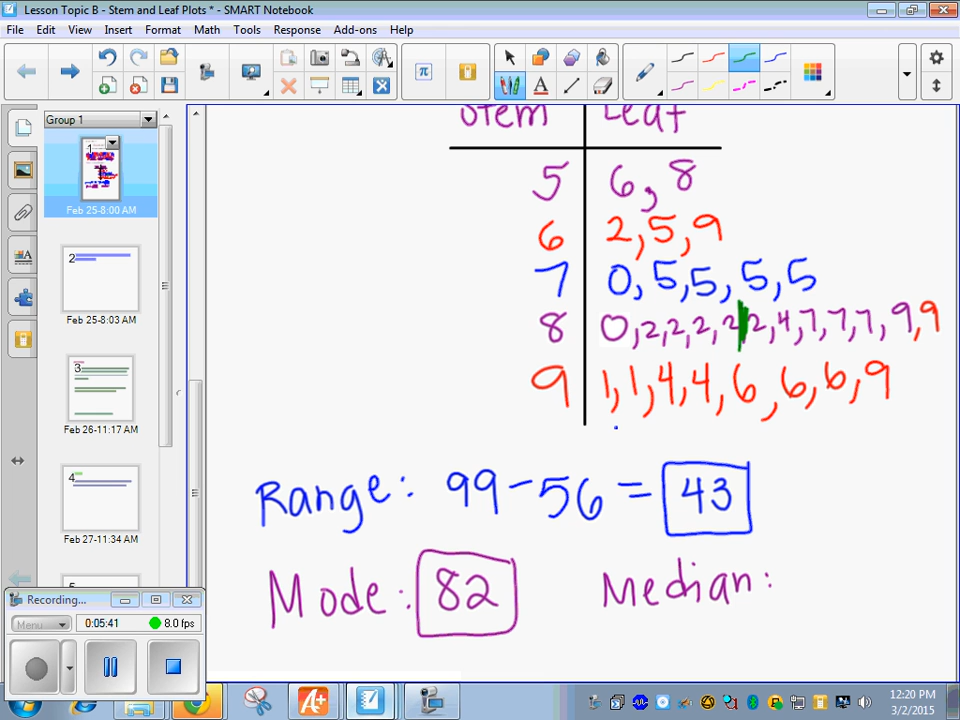 Lesson Topic B - Stem and Leaf Plots * - SMART Notebook
File Edit View Insert Format Math Tools Response Add-ons Help
Group 1
1
Feb 25-8:00 AM
2
Feb 25-8:03 AM
3
Feb 26-11:17 AM
4
Feb 27-11:34 AM
Stem Leaf
5 6, 8
6 2, 5, 9
7 0, 5, 5, 5, 5
8 0, 2, 2, 2, 2, 2, 4, 7, 7, 7, 9, 9
9 1, 1, 4, 4, 6, 6, 6, 9
Range: 99 - 56 = 43
Mode: 82 Median:
Recording...
Menu 0:05:41 8.0 fps
A+
12:20 PM
3/2/2015